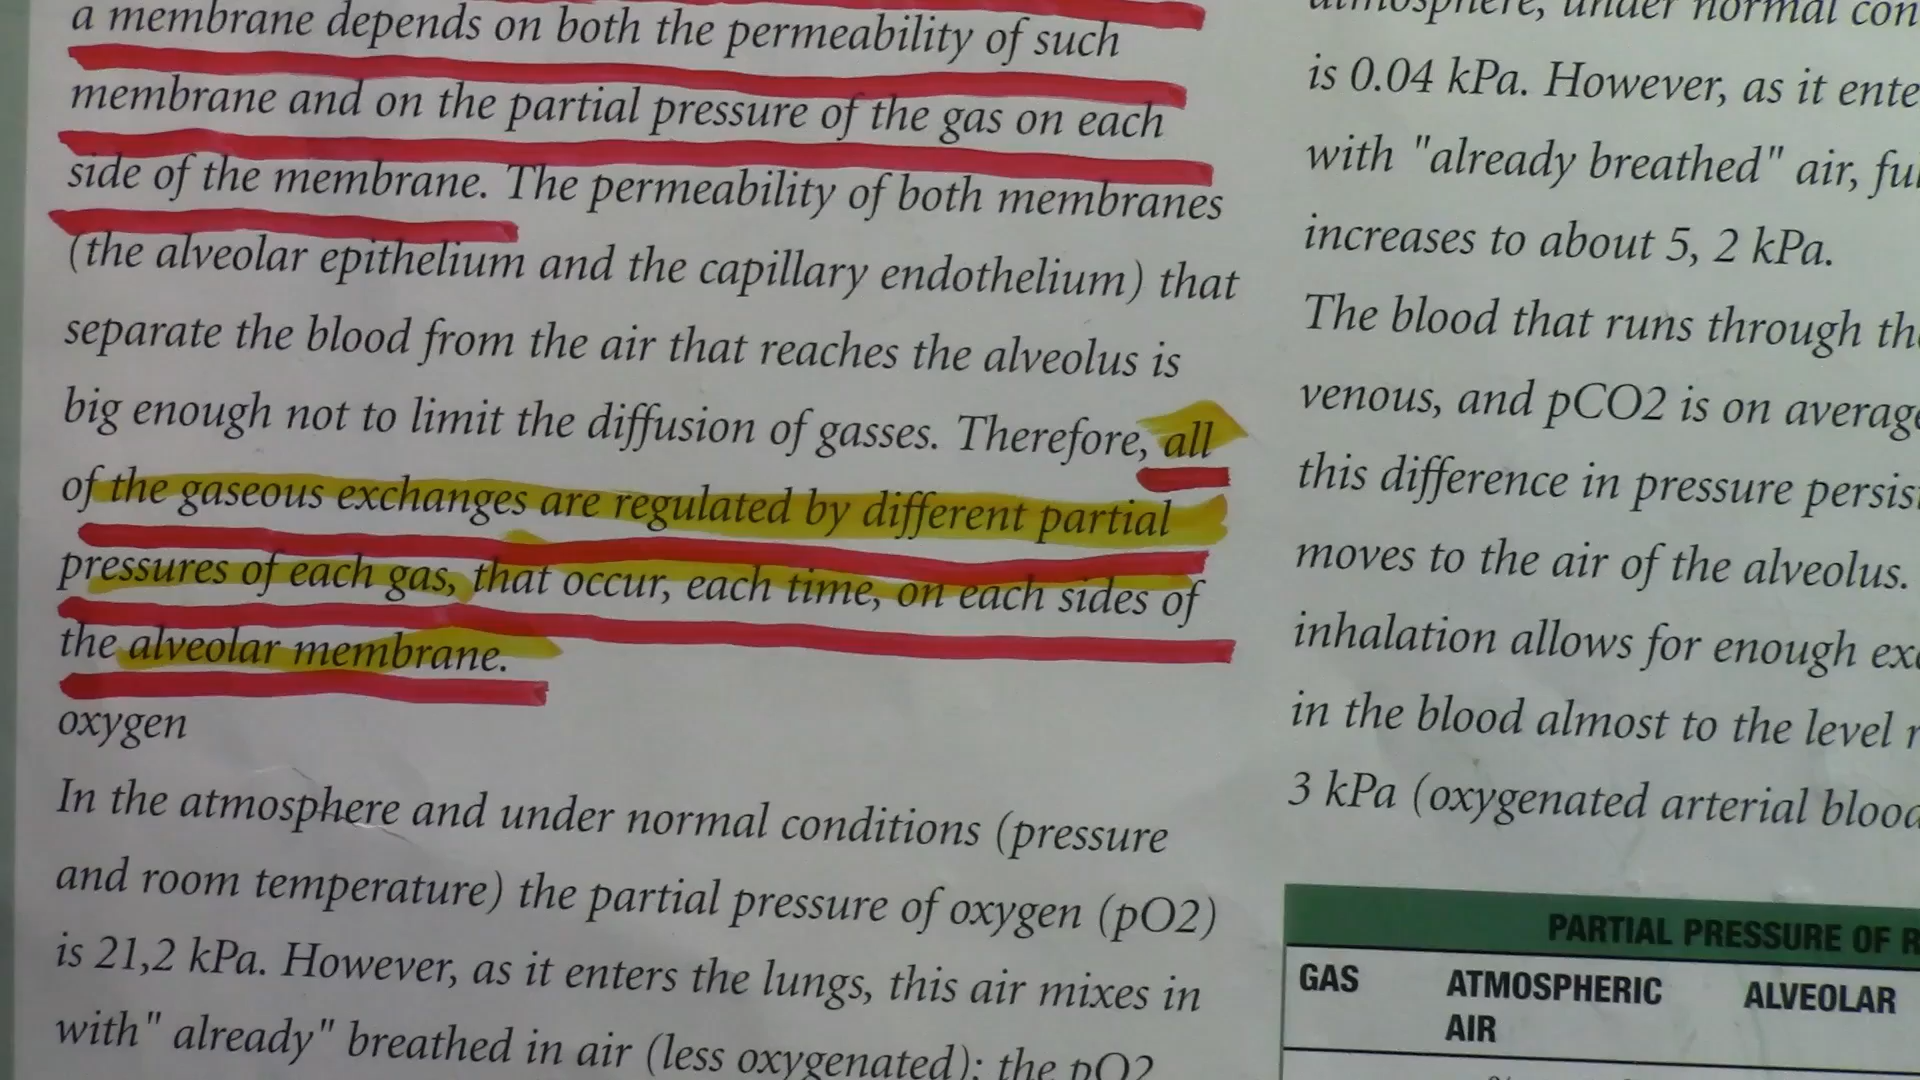 a membrane depends on both the permeability of such
membrane and on the partial pressure of the gas on each
side of the membrane. The permeability of both membranes
(the alveolar epithelium and the capillary endothelium) that
separate the blood from the air that reaches the alveolus is
big enough not to limit the diffusion of gasses. Therefore, all
of the gaseous exchanges are regulated by different partial
pressures of each gas, that occur, each time, on each sides of
the alveolar membrane.
oxygen
In the atmosphere and under normal conditions (pressure
and room temperature) the partial pressure of oxygen (pO2)
is 21,2 kPa. However, as it enters the lungs, this air mixes in
with" already" breathed in air (less oxygenated): the pO2
atmosphere, under normal con
is 0.04 kPa. However, as it ente
with "already breathed" air, ful
increases to about 5, 2 kPa.
The blood that runs through th
venous, and pCO2 is on average
this difference in pressure persis
moves to the air of the alveolus.
inhalation allows for enough ex
in the blood almost to the level
3 kPa (oxygenated arterial blood
PARTIAL PRESSURE OF R
GAS ATMOSPHERIC ALVEOLAR
AIR